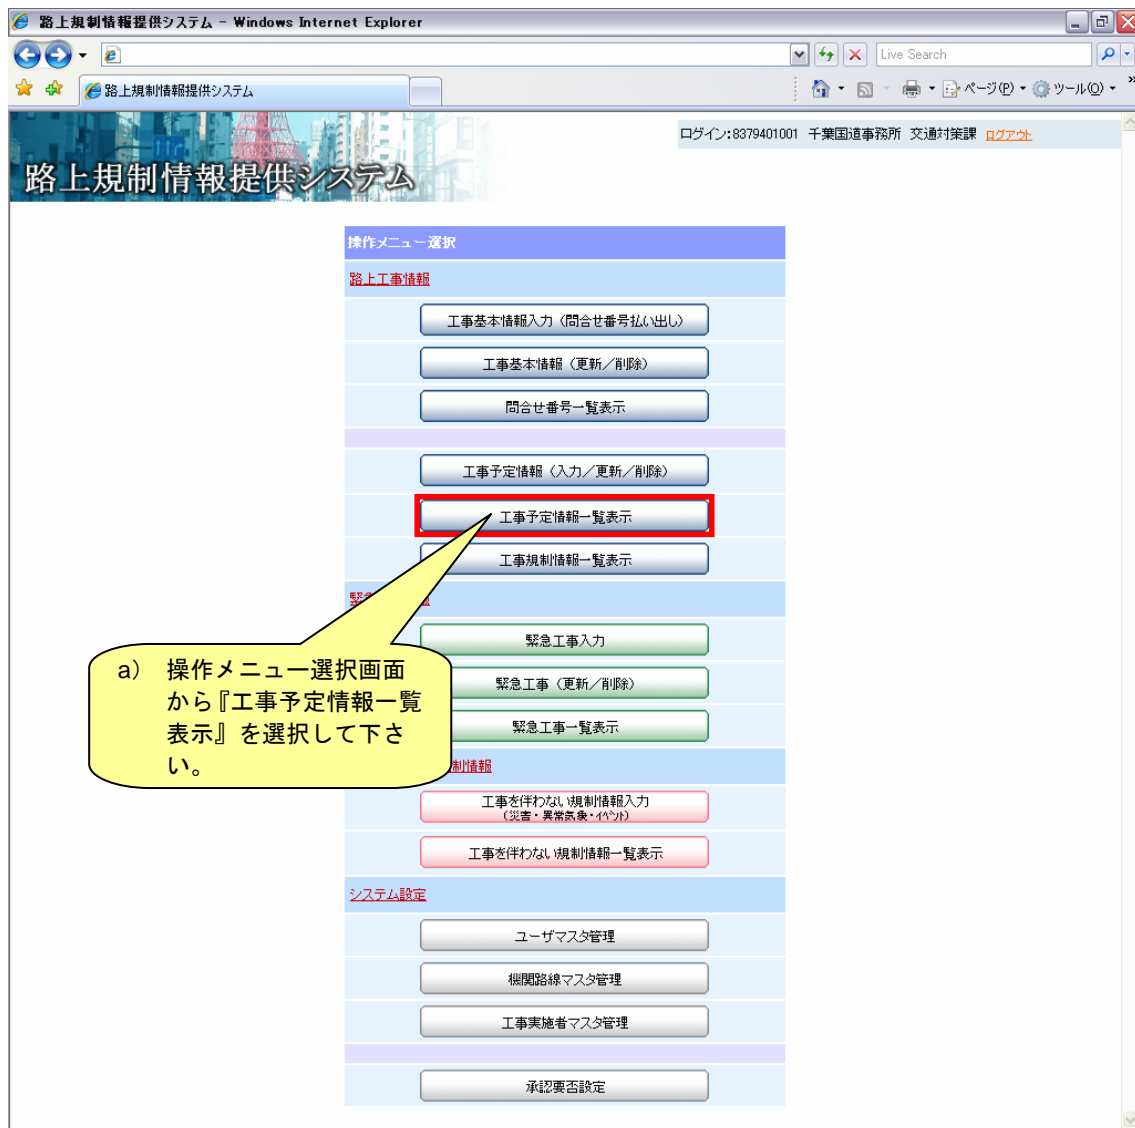 路上規制情報提供システム - Windows Internet Explorer
Live Search
路上規制情報提供システム
ページ(P)
ツール(O)
»
ログイン:8379401001 千葉国道事務所 交通対策課 ログアウト
路上規制情報提供システム
操作メニュー選択
路上工事情報
工事基本情報入力（問合せ番号払い出し）
工事基本情報（更新／削除）
問合せ番号一覧表示
工事予定情報（入力／更新／削除）
工事予定情報一覧表示
工事規制情報一覧表示
緊急
緊急工事入力
a) 操作メニュー選択画面
から『工事予定情報一覧
表示』を選択して下さ
い。
緊急工事（更新／削除）
緊急工事一覧表示
制情報
工事を伴わない規制情報入力
（災害・異常気象・イベント）
工事を伴わない規制情報一覧表示
システム設定
ユーザマスタ管理
機関路線マスタ管理
工事実施者マスタ管理
承認要否設定